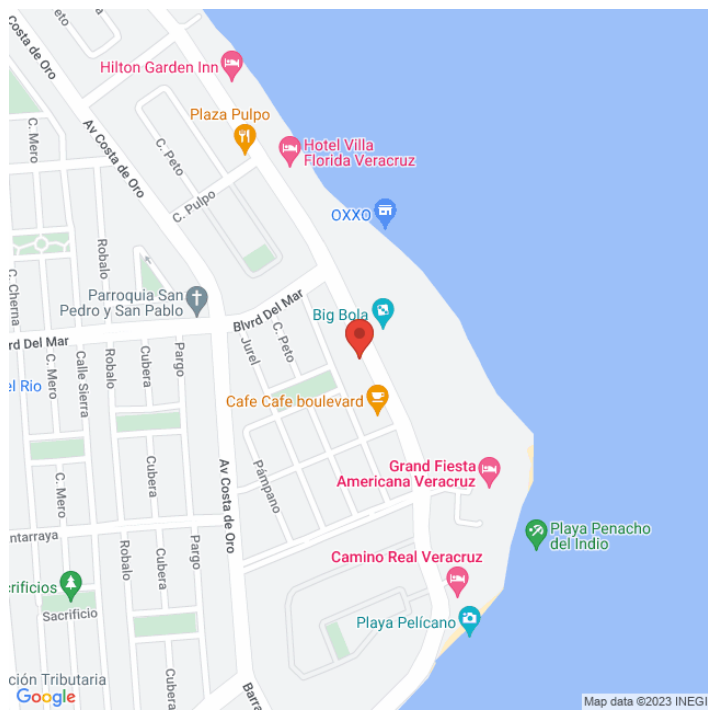 Costa de Oro
Hilton Garden Inn
Plaza Pulpo
C. Mero
Av Costa de Oro
C. Peto
Hotel Villa
Florida Veracruz
C. Pulpo
OXXO
Robalo
C. Cherna
Parroquia San
Pedro y San Pablo
Blvrd Del Mar
Big Bola
rd Del Mar
C. Peto
Jurel
Calle Sierra
Robalo
Cubera
Pargo
C. Mero
el Rio
Cafe Cafe boulevard
Grand Fiesta
Americana Veracruz
Pámpano
Av Costa de Oro
Cubera
C. Mero
Playa Penacho
del Indio
ntarraya
Robalo
Pargo
Camino Real Veracruz
crificios
Cubera
Sacrificio
Playa Pelícano
ción Tributaria
Cubera
Barra
Google
Map data ©2023 INEGI